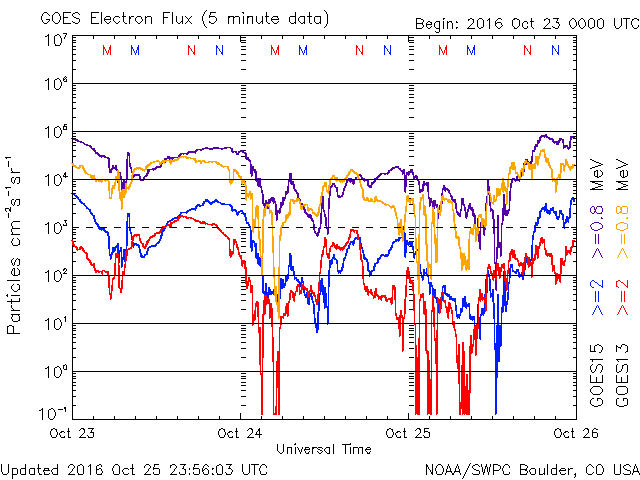 GOES Electron Flux (5 minute data)
Begin: 2016 Oct 23 0000 UTC
10⁷
M M N N M M N N M M N N
10⁶
10⁵
10⁴
10³
10²
10¹
10⁰
10⁻¹
Particles cm⁻²s⁻¹sr⁻¹
Oct 23 Oct 24 Oct 25 Oct 26
Universal Time
GOES15 >=2 >=0.8 MeV
GOES13 >=2 >=0.8 MeV
Updated 2016 Oct 25 23:56:03 UTC
NOAA/SWPC Boulder, CO USA